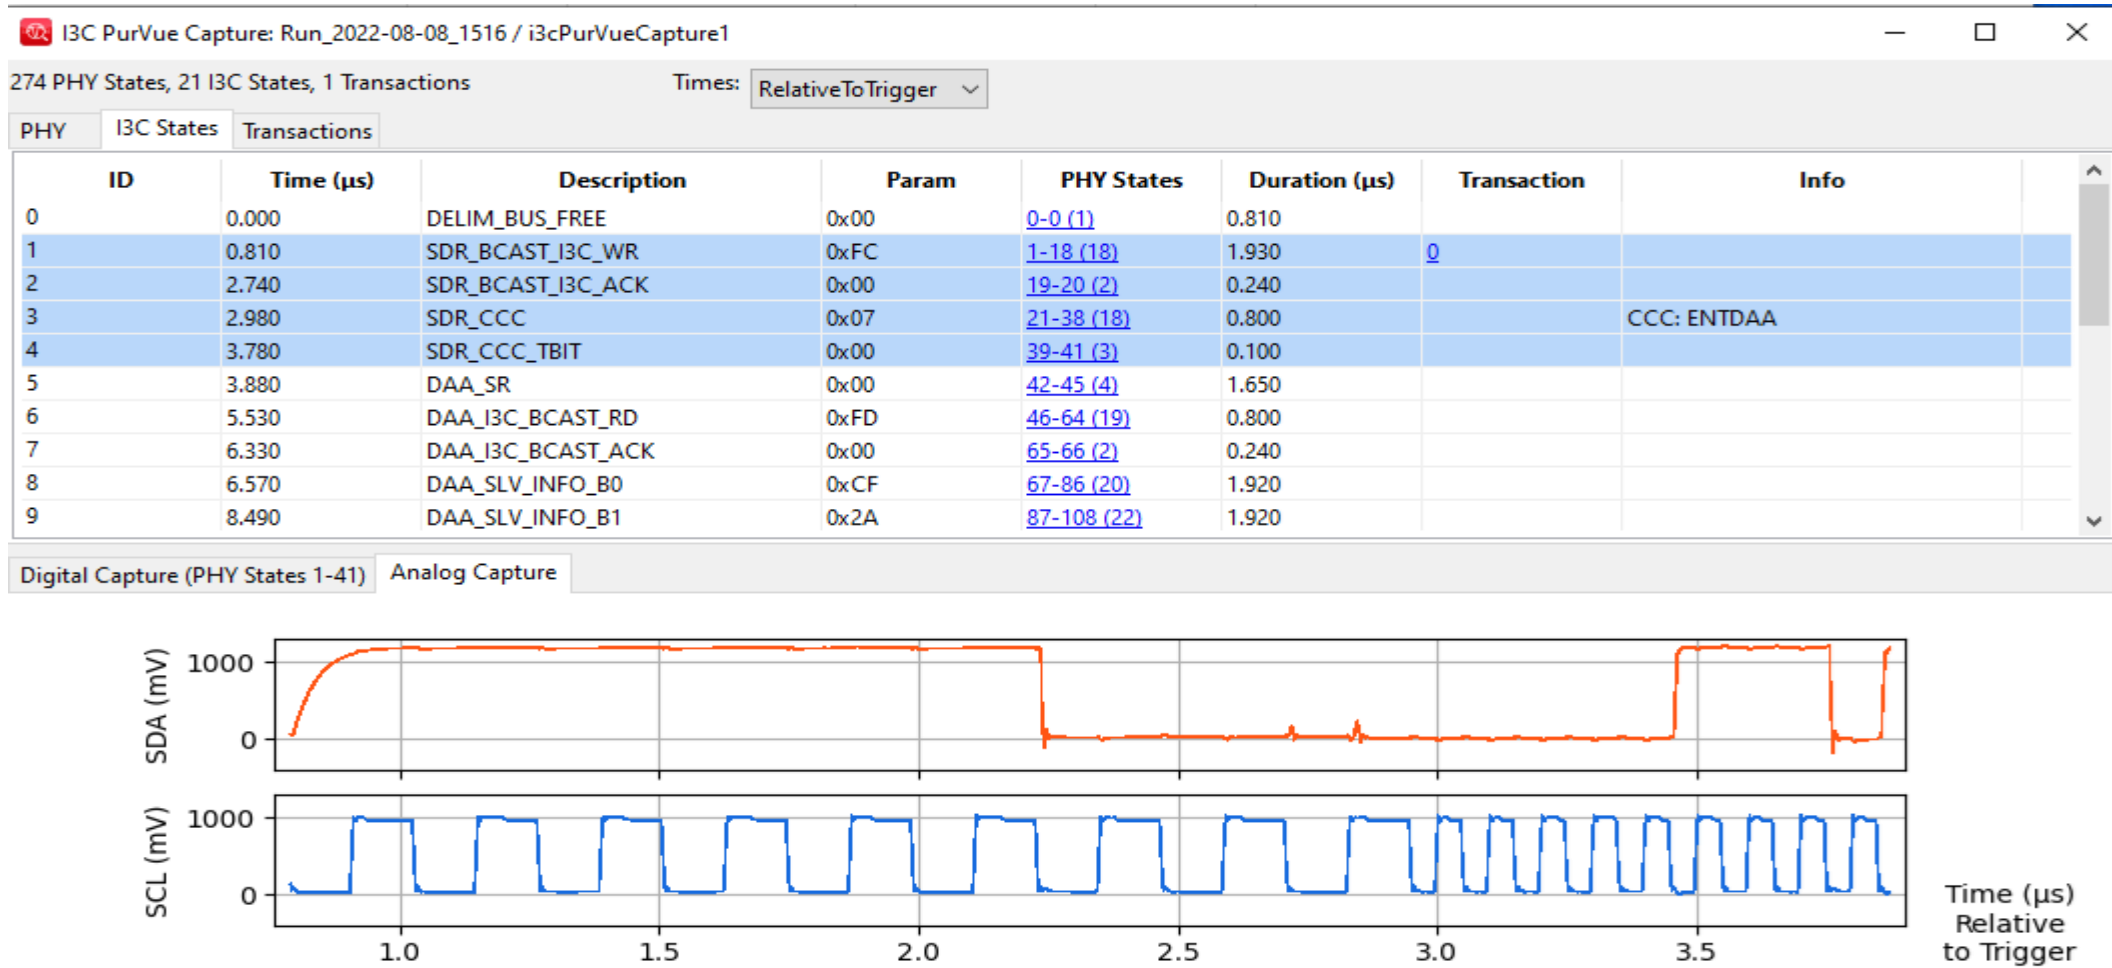 I3C PurVue Capture: Run_2022-08-08_1516 / i3cPurVueCapture1
274 PHY States, 21 I3C States, 1 Transactions Times: RelativeToTrigger
PHY I3C States Transactions
ID Time (µs) Description Param PHY States Duration (µs) Transaction Info
0 0.000 DELIM_BUS_FREE 0x00 0-0 (1) 0.810
1 0.810 SDR_BCAST_I3C_WR 0xFC 1-18 (18) 1.930 0
2 2.740 SDR_BCAST_I3C_ACK 0x00 19-20 (2) 0.240
3 2.980 SDR_CCC 0x07 21-38 (18) 0.800 CCC: ENTDAA
4 3.780 SDR_CCC_TBIT 0x00 39-41 (3) 0.100
5 3.880 DAA_SR 0x00 42-45 (4) 1.650
6 5.530 DAA_I3C_BCAST_RD 0xFD 46-64 (19) 0.800
7 6.330 DAA_I3C_BCAST_ACK 0x00 65-66 (2) 0.240
8 6.570 DAA_SLV_INFO_B0 0xCF 67-86 (20) 1.920
9 8.490 DAA_SLV_INFO_B1 0x2A 87-108 (22) 1.920
Digital Capture (PHY States 1-41) Analog Capture
SDA (mV)
1000
0
SCL (mV)
1000
0
1.0 1.5 2.0 2.5 3.0 3.5
Time (µs)
Relative
to Trigger